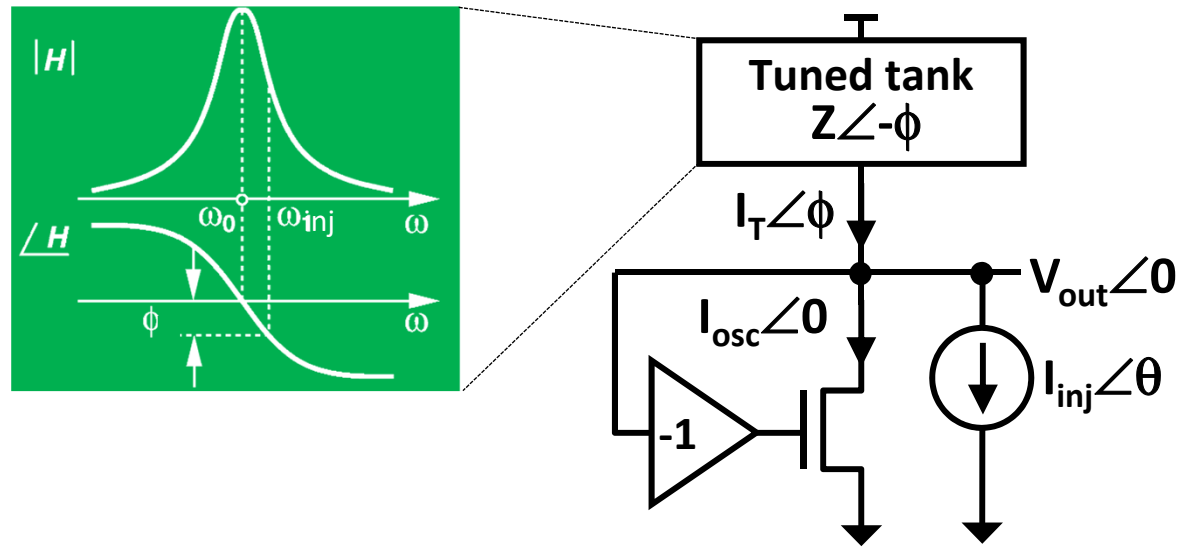 |H|
ω0
ωinj
ω
∠H
ϕ
ω
Tuned tank
Z∠-ϕ
IT∠ϕ
Vout∠0
Iosc∠0
Iinj∠θ
-1